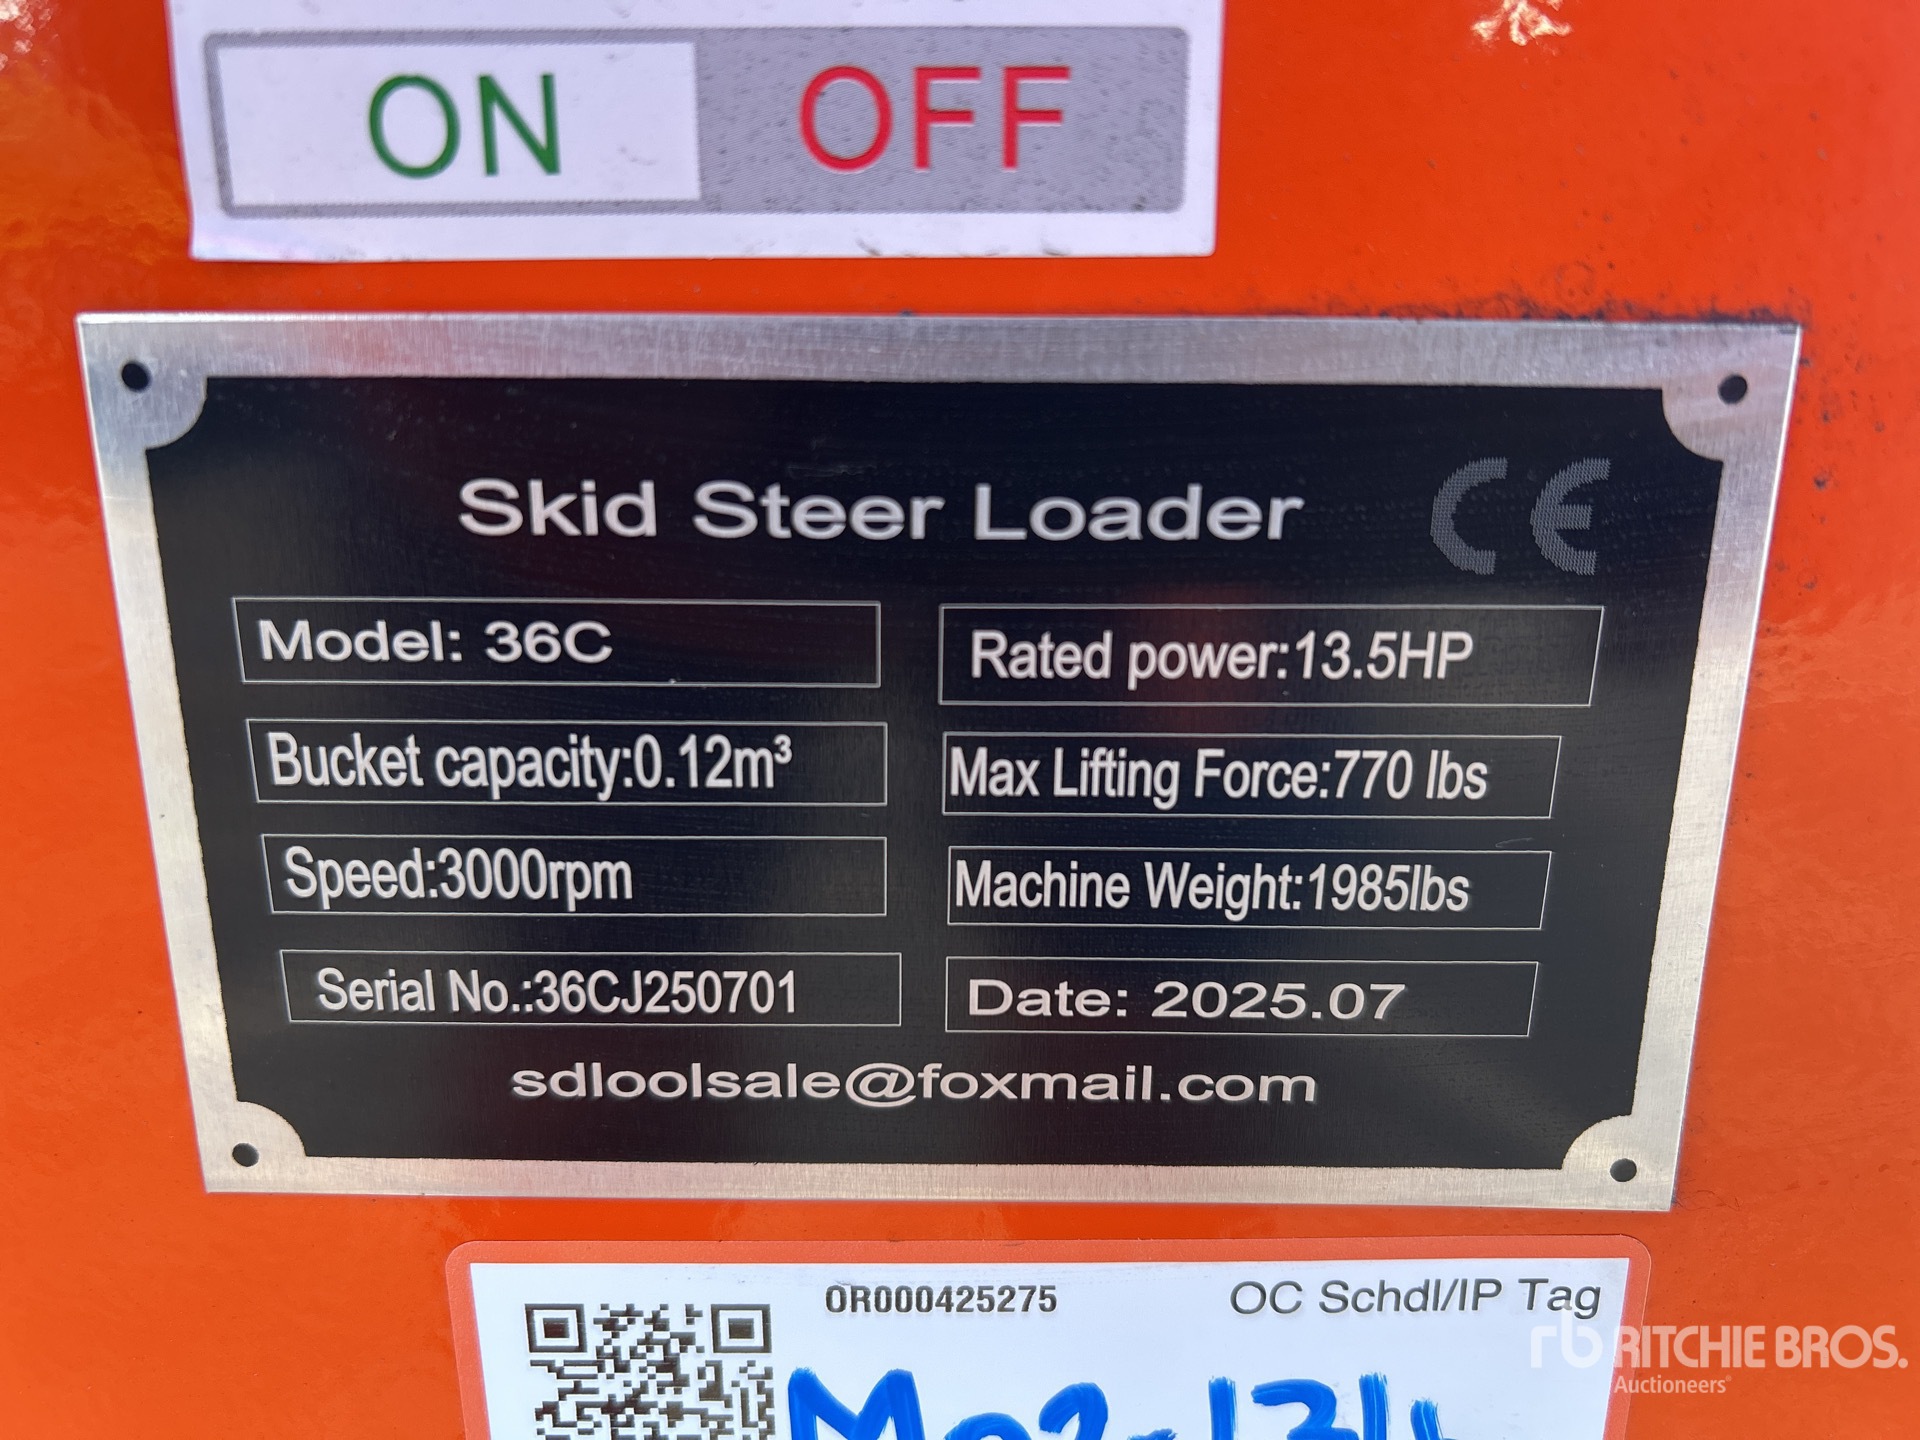 ON OFF
Skid Steer Loader CE
Model: 36C
Rated power:13.5HP
Bucket capacity:0.12m³
Max Lifting Force:770 lbs
Speed:3000rpm
Machine Weight:1985lbs
Serial No.:36CJ250701
Date: 2025.07
sdloolsale@foxmail.com
OR000425275
OC Schdl/IP Tag
rb RITCHIE BROS.
Auctioneers